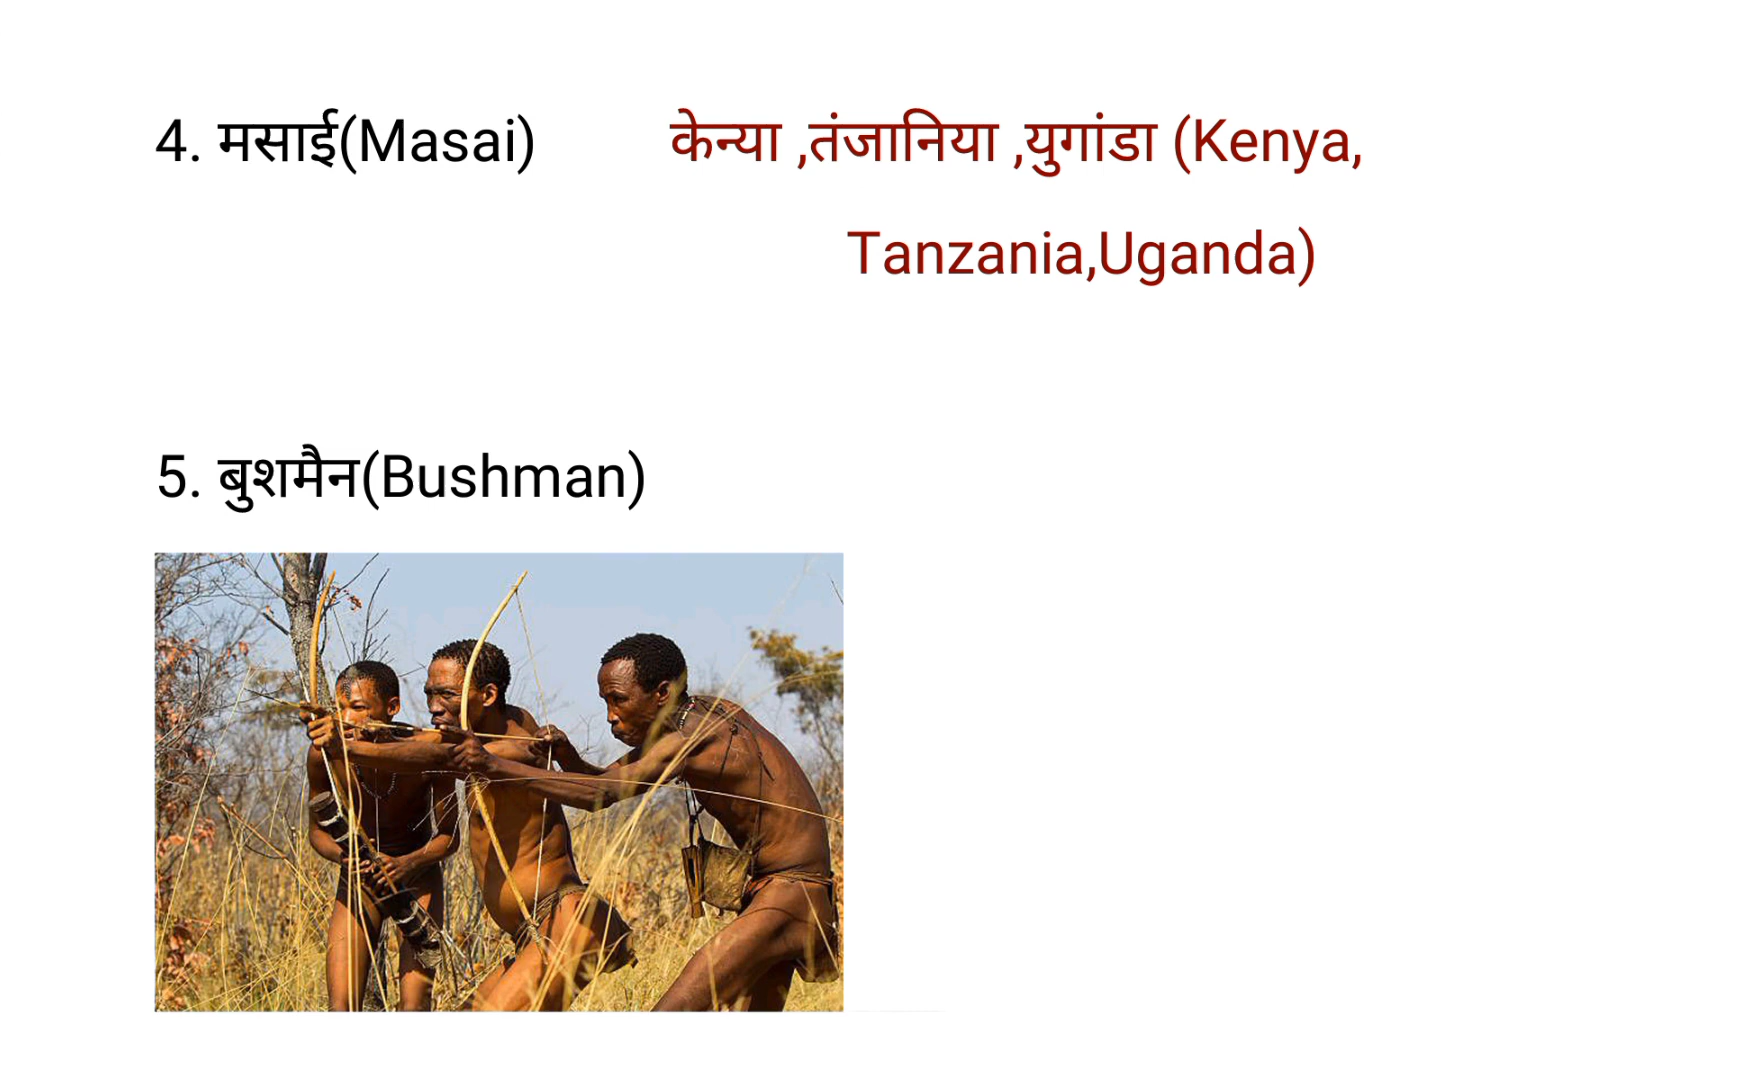 4. मसाई(Masai) केन्या ,तंजानिया ,युगांडा (Kenya,
Tanzania,Uganda)
5. बुशमैन(Bushman)